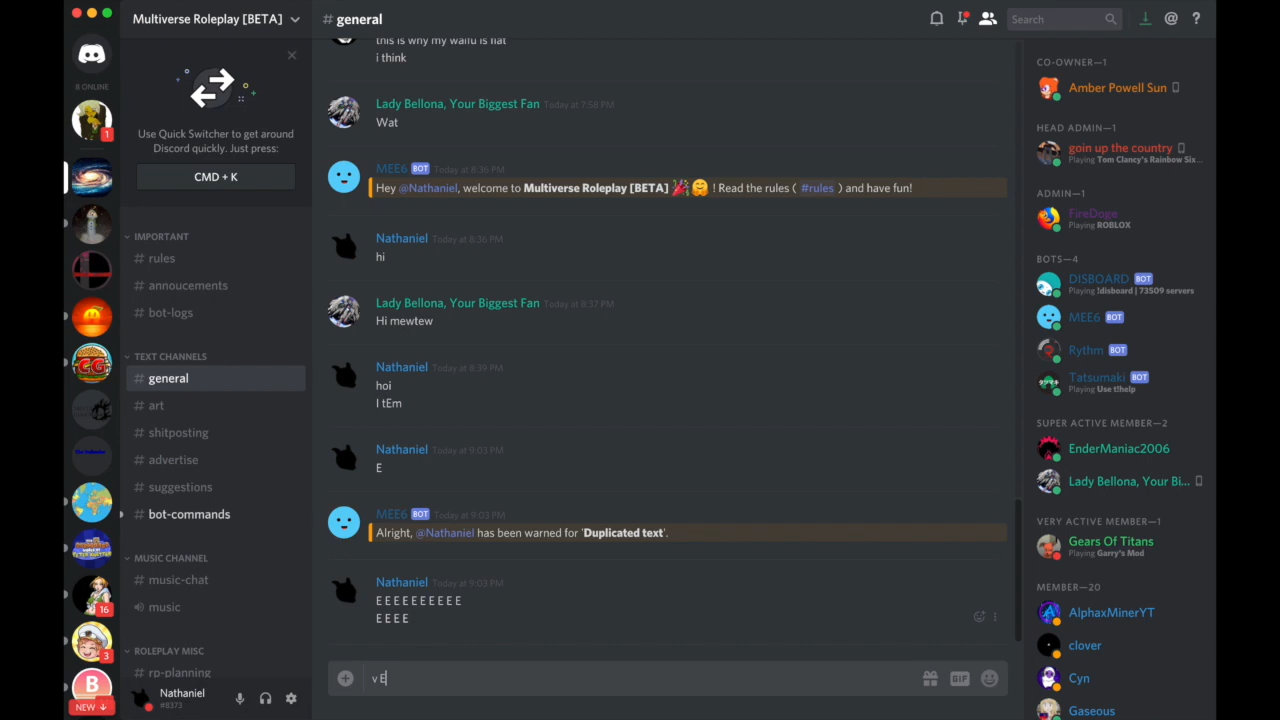 Multiverse Roleplay [BETA]
8 ONLINE
1
16
3
B
NEW
Use Quick Switcher to get around
Discord quickly. Just press:
CMD + K
IMPORTANT
# rules
# annoucements
# bot-logs
TEXT CHANNELS
# general
# art
# shitposting
# advertise
# suggestions
# bot-commands
MUSIC CHANNEL
# music-chat
music
ROLEPLAY MISC
# rp-planning
Nathaniel
#8373
# general
Search
@ ?
this is why my waifu is flat
i think
Lady Bellona, Your Biggest Fan Today at 7:58 PM
Wat
MEE6 BOT Today at 8:36 PM
Hey @Nathaniel, welcome to Multiverse Roleplay [BETA] 🎉 🤗 ! Read the rules ( #rules ) and have fun!
Nathaniel Today at 8:36 PM
hi
Lady Bellona, Your Biggest Fan Today at 8:37 PM
Hi mewtew
Nathaniel Today at 8:39 PM
hoi
I tEm
Nathaniel Today at 9:03 PM
E
MEE6 BOT Today at 9:03 PM
Alright, @Nathaniel has been warned for 'Duplicated text'.
Nathaniel Today at 9:03 PM
E E E E E E E E E E
E E E E
v E
GIF
CO-OWNER—1
Amber Powell Sun
HEAD ADMIN—1
goin up the country
Playing Tom Clancy's Rainbow Six...
ADMIN—1
FireDoge
Playing ROBLOX
BOTS—4
DISBOARD BOT
Playing !disboard | 73509 servers
MEE6 BOT
Rythm BOT
Tatsumaki BOT
Playing Use t!help
SUPER ACTIVE MEMBER—2
EnderManiac2006
Lady Bellona, Your Bi...
VERY ACTIVE MEMBER—1
Gears Of Titans
Playing Garry's Mod
MEMBER—20
AlphaxMinerYT
clover
Cyn
Gaseous